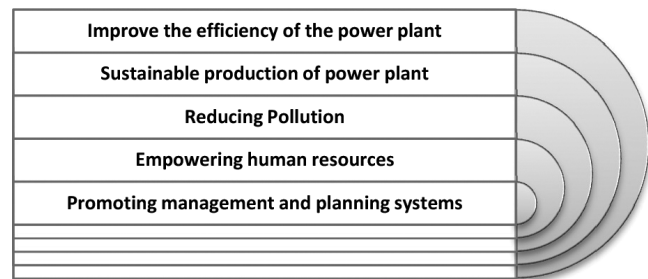 Improve the efficiency of the power plant
Sustainable production of power plant
Reducing Pollution
Empowering human resources
Promoting management and planning systems